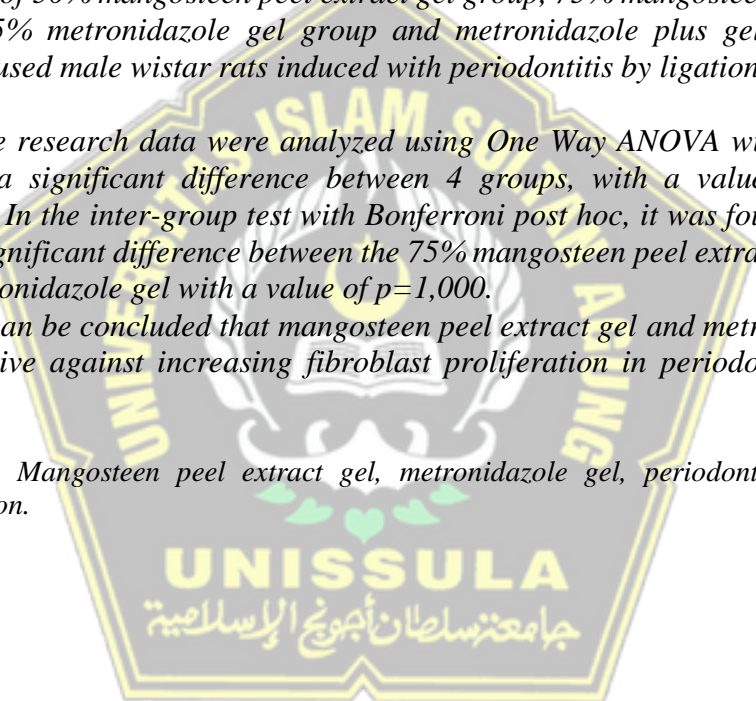 of 50% mangosteen peel extract gel group, 75% mangosteen
5% metronidazole gel group and metronidazole plus gel
used male wistar rats induced with periodontitis by ligation
e research data were analyzed using One Way ANOVA wi
a significant difference between 4 groups, with a value
In the inter-group test with Bonferroni post hoc, it was fou
gnificant difference between the 75% mangosteen peel extra
onidazole gel with a value of p=1,000.
an be concluded that mangosteen peel extract gel and metr
ive against increasing fibroblast proliferation in periodo
Mangosteen peel extract gel, metronidazole gel, periodont
on.
UNIVERSITAS ISLAM SULTAN AGUNG
UNISSULA
جامعة سلطان أجونج الإسلامية